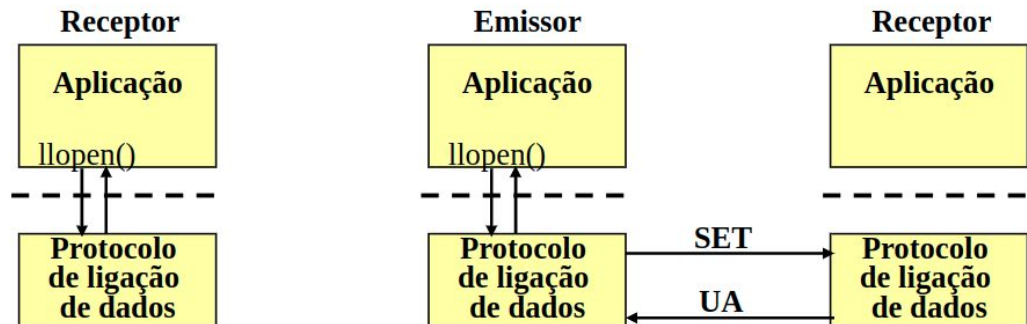 Receptor
Emissor
Receptor
Aplicação
Aplicação
Aplicação
llopen()
llopen()
Protocolo
de ligação
de dados
Protocolo
de ligação
de dados
SET
UA
Protocolo
de ligação
de dados